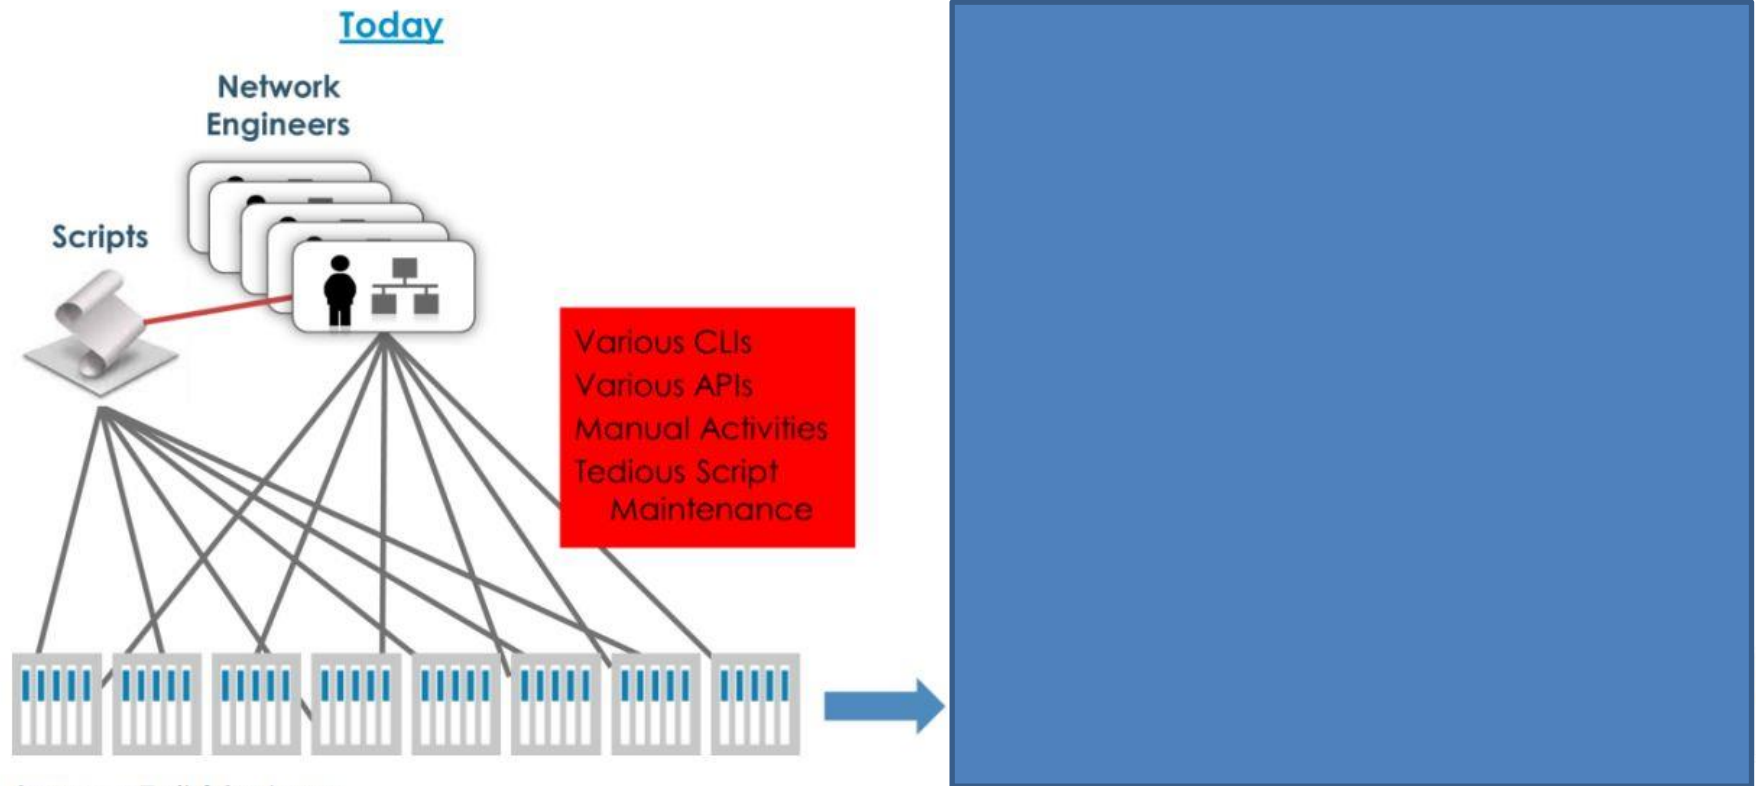 Today
Network
Engineers
Scripts
Various CLIs
Various APIs
Manual Activities
Tedious Script
Maintenance